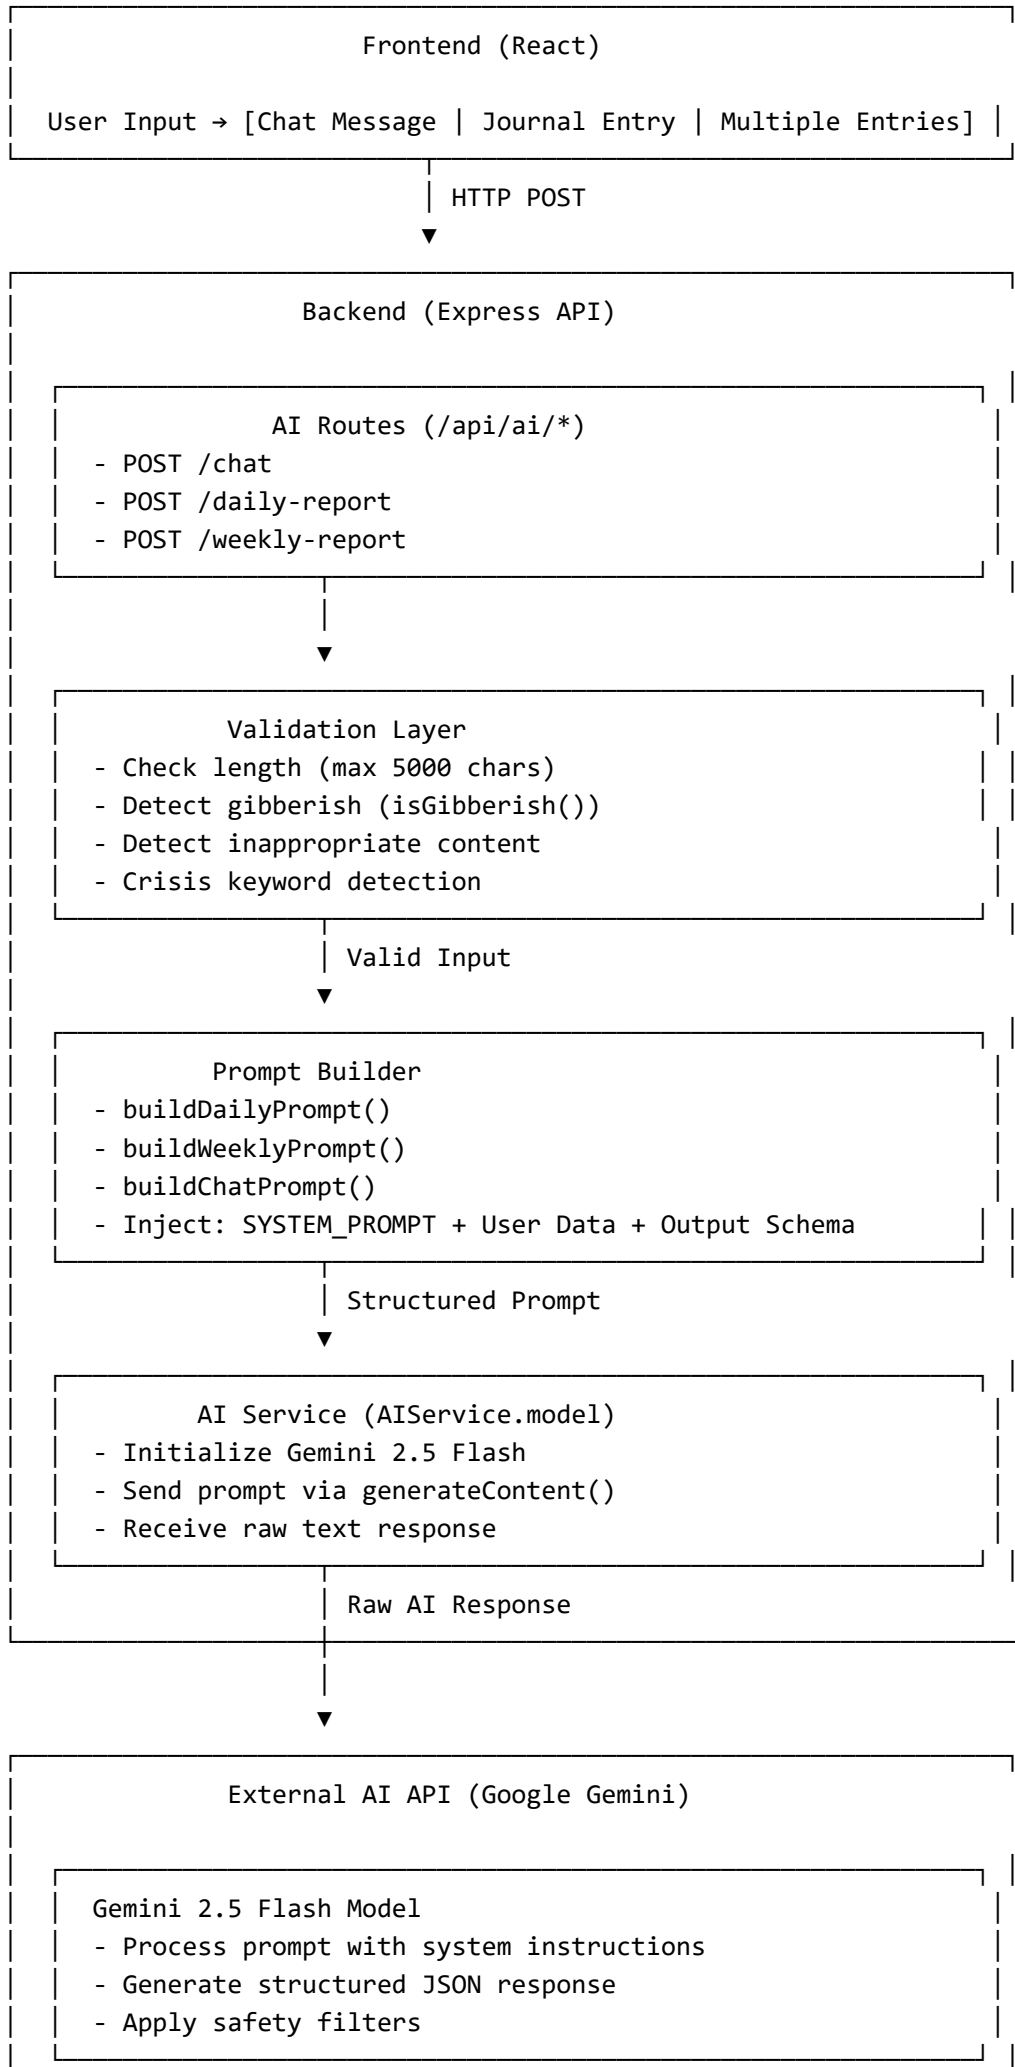 Frontend (React)
User Input → [Chat Message | Journal Entry | Multiple Entries]
HTTP POST
Backend (Express API)
AI Routes (/api/ai/*)
- POST /chat
- POST /daily-report
- POST /weekly-report
Validation Layer
- Check length (max 5000 chars)
- Detect gibberish (isGibberish())
- Detect inappropriate content
- Crisis keyword detection
Valid Input
Prompt Builder
- buildDailyPrompt()
- buildWeeklyPrompt()
- buildChatPrompt()
- Inject: SYSTEM_PROMPT + User Data + Output Schema
Structured Prompt
AI Service (AIService.model)
- Initialize Gemini 2.5 Flash
- Send prompt via generateContent()
- Receive raw text response
Raw AI Response
External AI API (Google Gemini)
Gemini 2.5 Flash Model
- Process prompt with system instructions
- Generate structured JSON response
- Apply safety filters